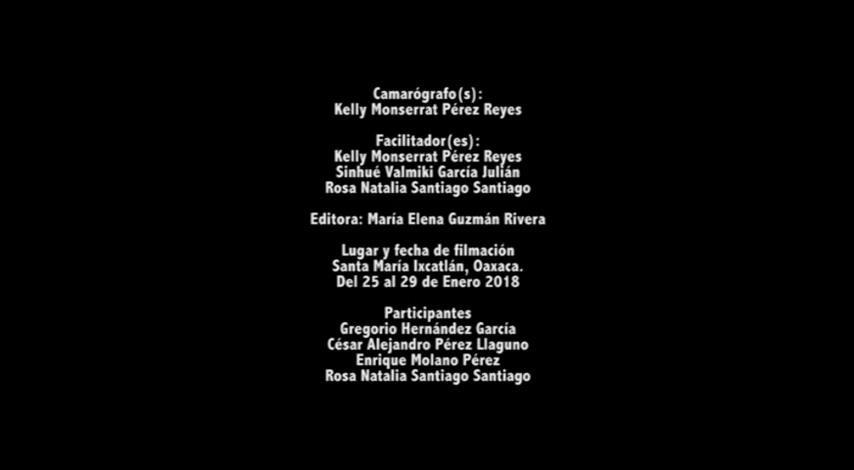 Camarógrafo(s):
Kelly Monserrat Pérez Reyes
Facilitador(es):
Kelly Monserrat Pérez Reyes
Sinhué Valmiki García Julián
Rosa Natalia Santiago Santiago
Editora: María Elena Guzmán Rivera
Lugar y fecha de filmación
Santa María Ixcatlán, Oaxaca.
Del 25 al 29 de Enero 2018
Participantes
Gregorio Hernández García
César Alejandro Pérez Llaguno
Enrique Molano Pérez
Rosa Natalia Santiago Santiago